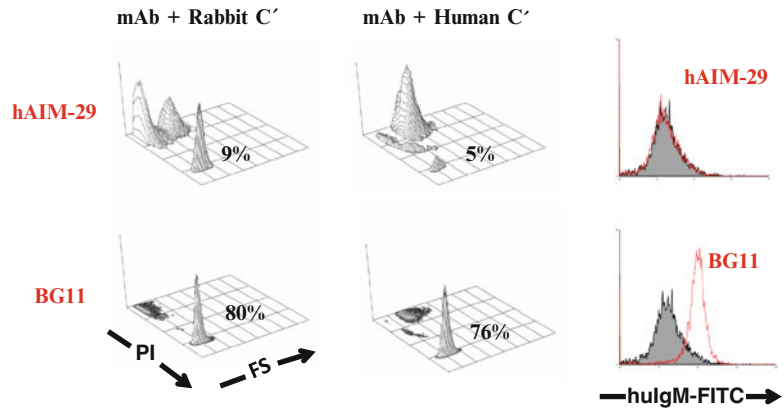 mAb + Rabbit C´ mAb + Human C´
hAIM-29
9%
5%
hAIM-29
BG11
80%
76%
BG11
PI
FS
huIgM-FITC